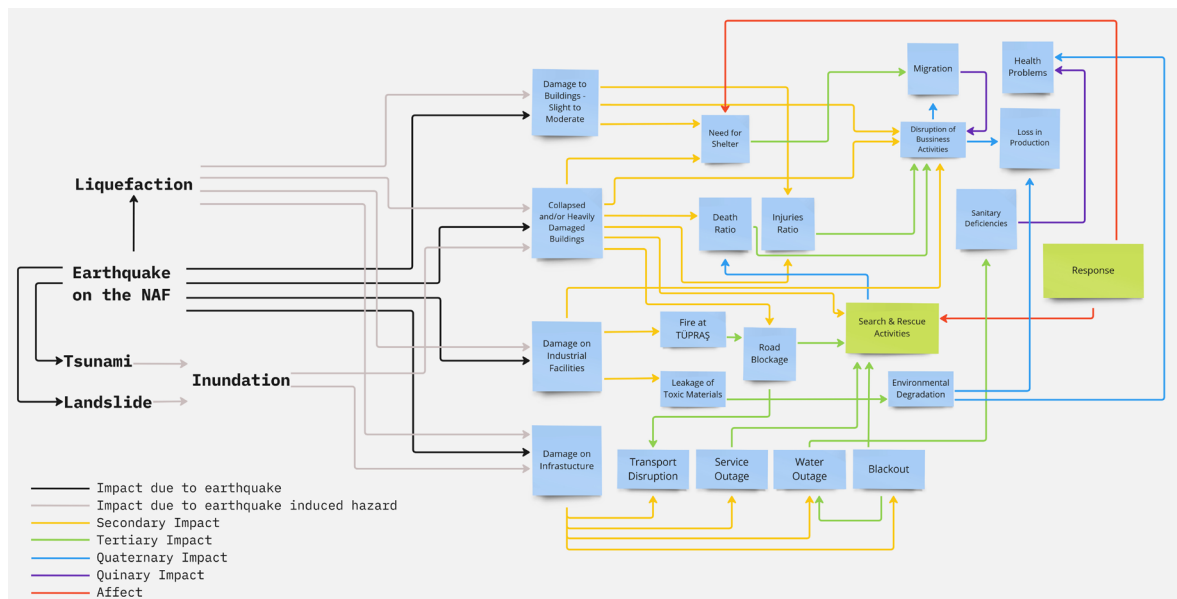 Damage to
Buildings -
Slight to
Moderate
Migration
Health
Problems
Need for
Shelter
Disruption of
Bussiness
Activities
Loss in
Production
Liquefaction
Collapsed
and/or Heavily
Damaged
Buildings
Death
Ratio
Injuries
Ratio
Sanitary
Deficiencies
Earthquake
on the NAF
Response
Damage on
Industrial
Facilities
Fire at
TÜPRAŞ
Road
Blockage
Search & Rescue
Activities
Tsunami
Inundation
Landslide
Leakage of
Toxic Materials
Environmental
Degradation
Damage on
Infrastucture
Transport
Disruption
Service
Outage
Water
Outage
Blackout
Impact due to earthquake
Impact due to earthquake induced hazard
Secondary Impact
Tertiary Impact
Quaternary Impact
Quinary Impact
Affect